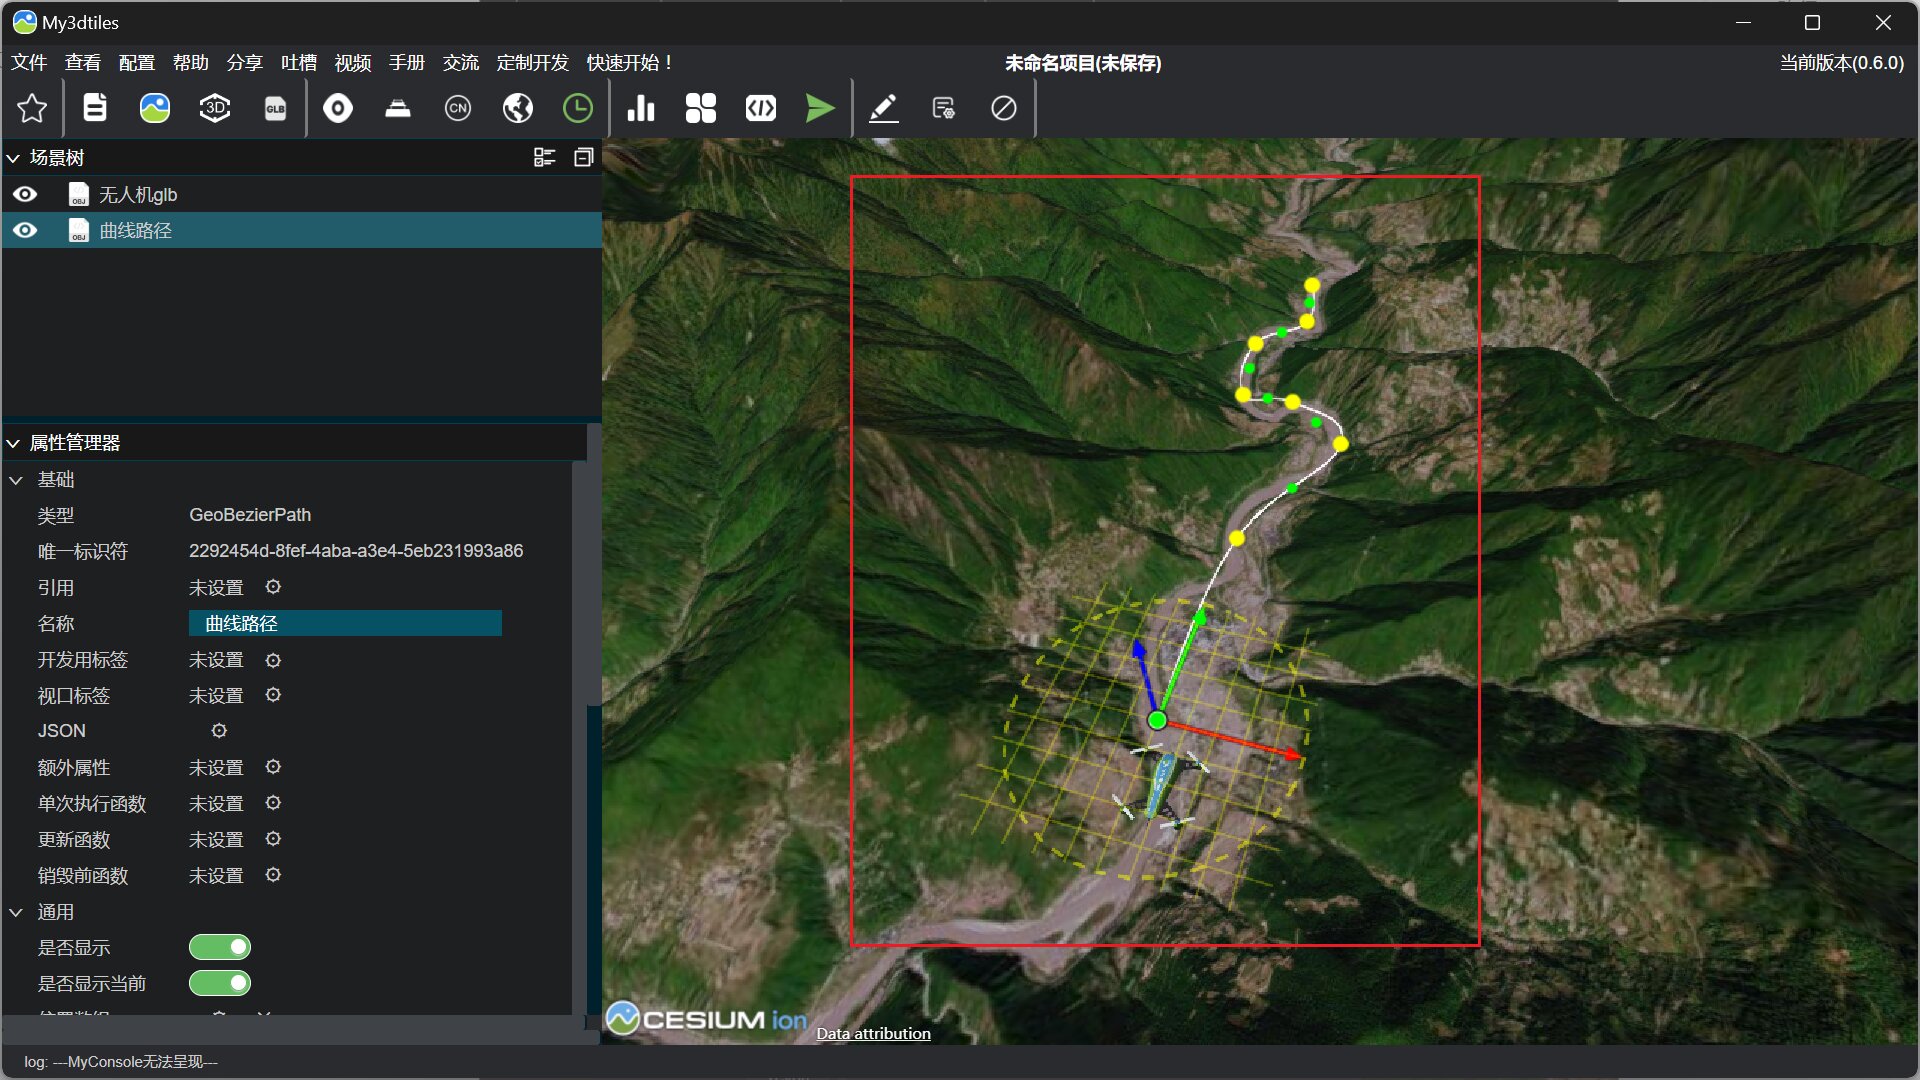 My3dtiles
文件 查看 配置 帮助 分享 吐槽 视频 手册 交流 定制开发 快速开始！ 未命名项目(未保存) 当前版本(0.6.0)
3D GLB CN
场景树
OBJ 无人机glb
OBJ 曲线路径
属性管理器
基础
类型 GeoBezierPath
唯一标识符 2292454d-8fef-4aba-a3e4-5eb231993a86
引用 未设置
名称 曲线路径
开发用标签 未设置
视口标签 未设置
JSON
额外属性 未设置
单次执行函数 未设置
更新函数 未设置
销毁前函数 未设置
通用
是否显示
是否显示当前
CESIUM ion Data attribution
log: ---MyConsole无法呈现---